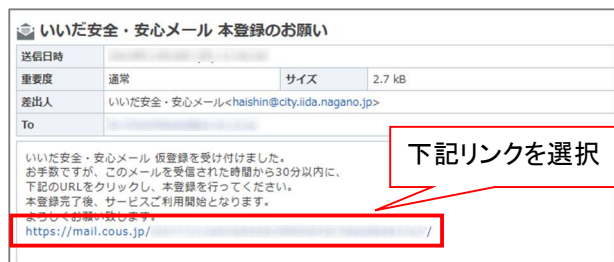 いいだ安全・安心メール 本登録のお願い
送信日時
重要度 通常 サイズ 2.7 kB
差出人 いいだ安全・安心メール<haishin@city.iida.nagano.jp>
To
いいだ安全・安心メール 仮登録を受け付けました。
お手数ですが、このメールを受信された時間から30分以内に、
下記のURLをクリックし、本登録を行ってください。
本登録完了後、サービスご利用開始となります。
よろしくお願い致します。
https://mail.cous.jp/ /
下記リンクを選択